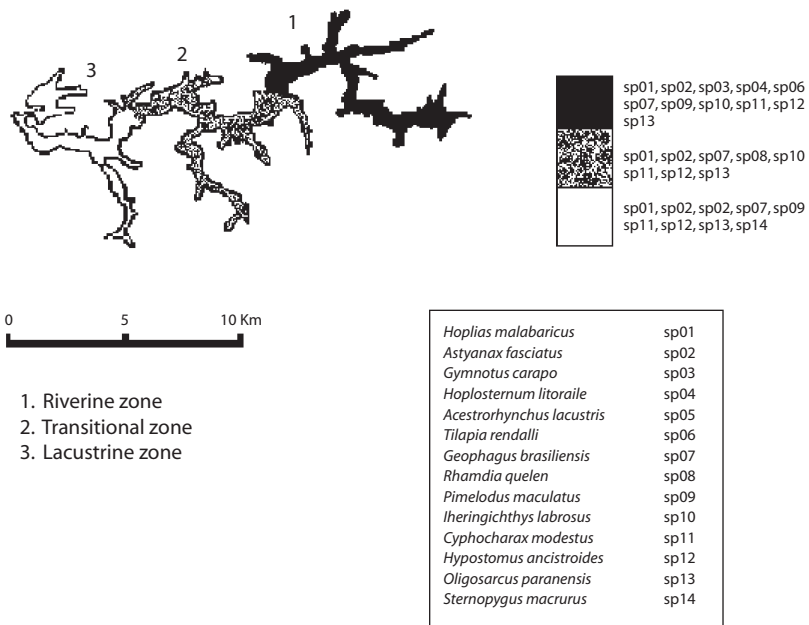 1
2
3
sp01, sp02, sp03, sp04, sp06
sp07, sp09, sp10, sp11, sp12
sp13
sp01, sp02, sp07, sp08, sp10
sp11, sp12, sp13
sp01, sp02, sp02, sp07, sp09
sp11, sp12, sp13, sp14
0 5 10 Km
1. Riverine zone
2. Transitional zone
3. Lacustrine zone
Hoplias malabaricus sp01
Astyanax fasciatus sp02
Gymnotus carapo sp03
Hoplosternum litoraile sp04
Acestrorhynchus lacustris sp05
Tilapia rendalli sp06
Geophagus brasiliensis sp07
Rhamdia quelen sp08
Pimelodus maculatus sp09
Iheringichthys labrosus sp10
Cyphocharax modestus sp11
Hypostomus ancistroides sp12
Oligosarcus paranensis sp13
Sternopygus macrurus sp14